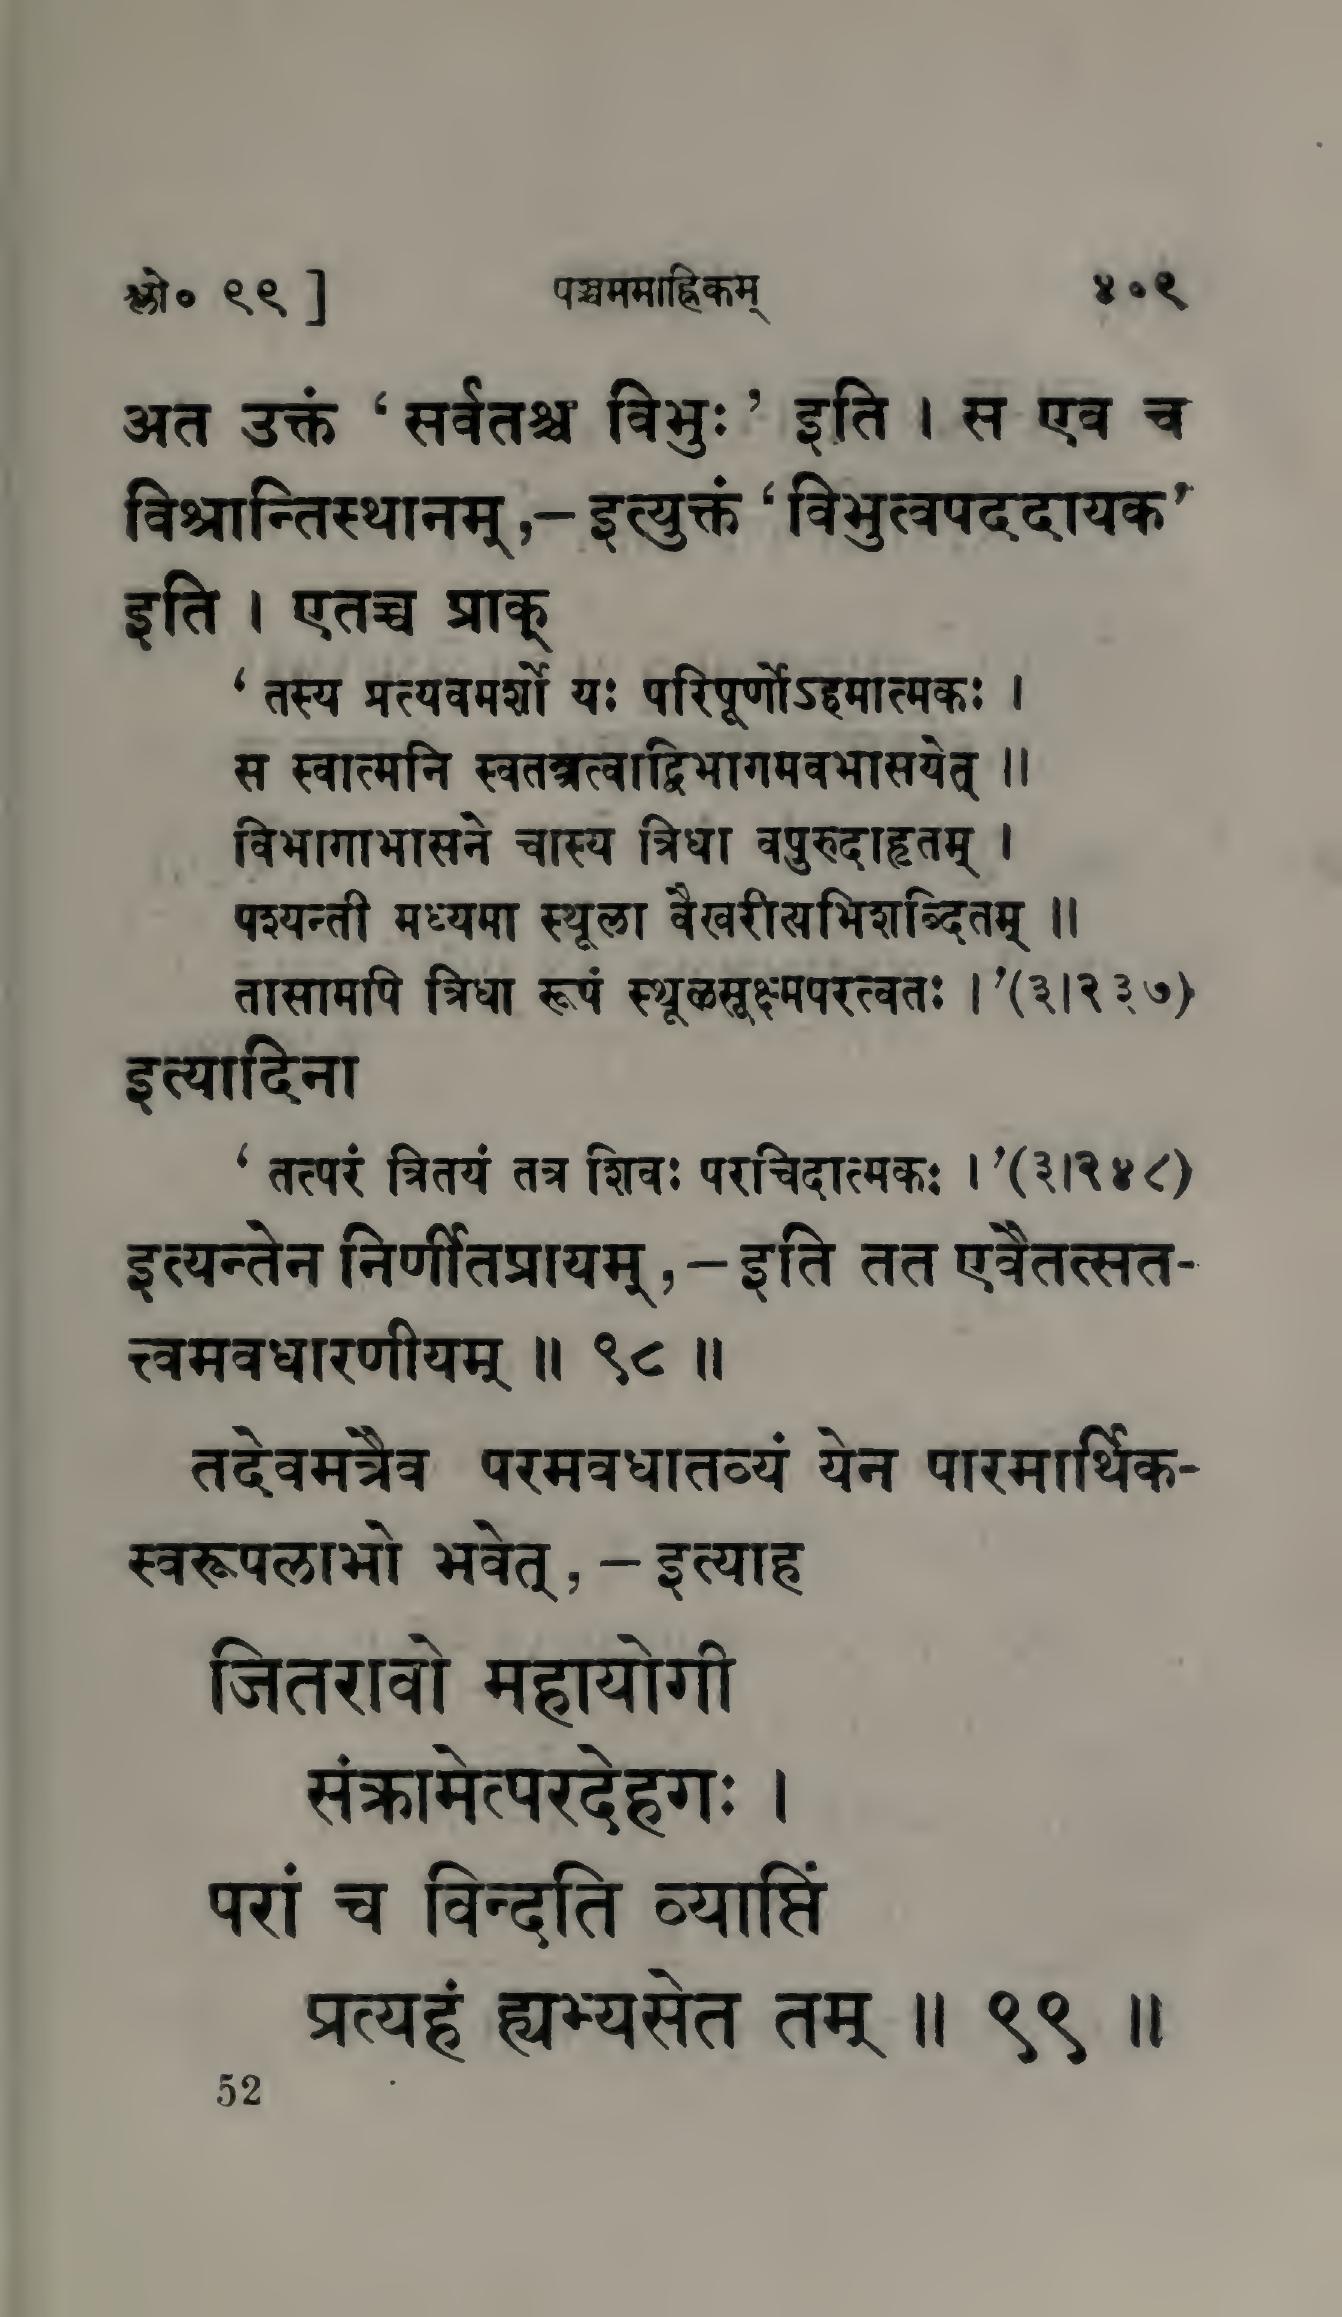 श्लो० ९९ ] पञ्चममाह्निकम् ४०९
अत उक्तं ‘ सर्वतश्च विभुः ’ इति । स एव च
विश्रान्तिस्थानम्,— इत्युक्तं ‘ विभुत्वपददायक ’
इति । एतच्च प्राक्
‘ तस्य प्रत्यवमर्शो यः परिपूर्णोऽहमात्मकः ।
स स्वात्मनि स्वतन्त्रत्वाद्विभागमवभासयेत् ॥
विभागाभासने चास्य त्रिधा वपुरुदाहृतम् ।
पश्यन्ती मध्यमा स्थूला वैखरीत्यभिशब्दितम् ॥
तासामपि त्रिधा रूपं स्थूलसूक्ष्मपरत्वतः । ’(३।२३७)
इत्यादिना
‘ तत्परं त्रितयं तत्र शिवः परचिदात्मकः । ’(३।२४८)
इत्यन्तेन निर्णीतप्रायम्,— इति तत एवैतत्सत-
त्त्वमवधारणीयम् ॥ ९८ ॥
तदेवमत्रैव परमवधातव्यं येन पारमार्थिक-
स्वरूपलाभो भवेत्,— इत्याह
जितरावो महायोगी
संक्रामेत्परदेहगः ।
परां च विन्दति व्याप्तिं
प्रत्यहं ह्यभ्यसेत तम् ॥ ९९ ॥
52